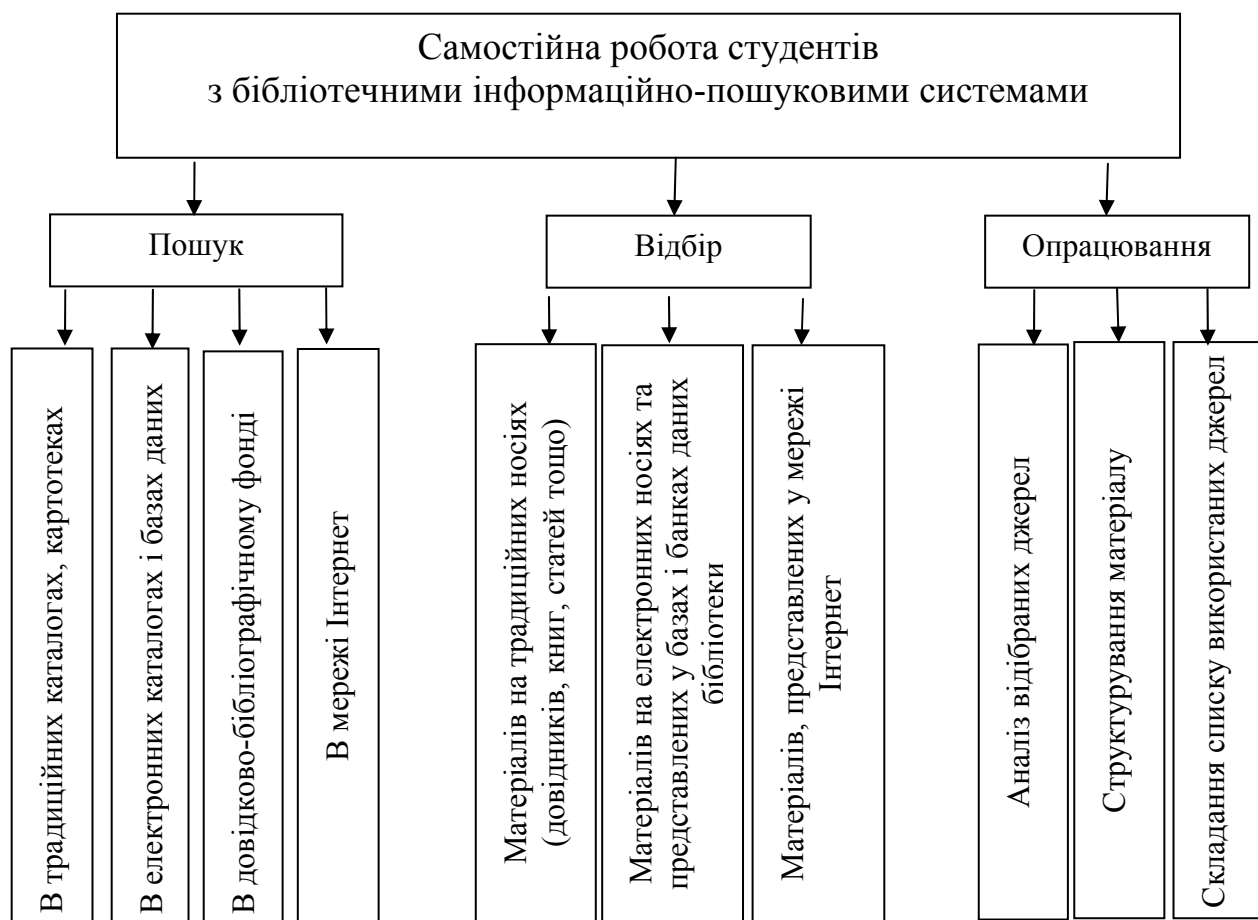 Самостійна робота студентів
з бібліотечними інформаційно-пошуковими системами
Пошук
Відбір
Опрацювання
В традиційних каталогах, картотеках
В електронних каталогах і базах даних
В довідково-бібліографічному фонді
В мережі Інтернет
Матеріалів на традиційних носіях
(довідників, книг, статей тощо)
Матеріалів на електронних носіях та
представлених у базах і банках даних
бібліотеки
Матеріалів, представлених у мережі
Інтернет
Аналіз відібраних джерел
Структурування матеріалу
Складання списку використаних джерел